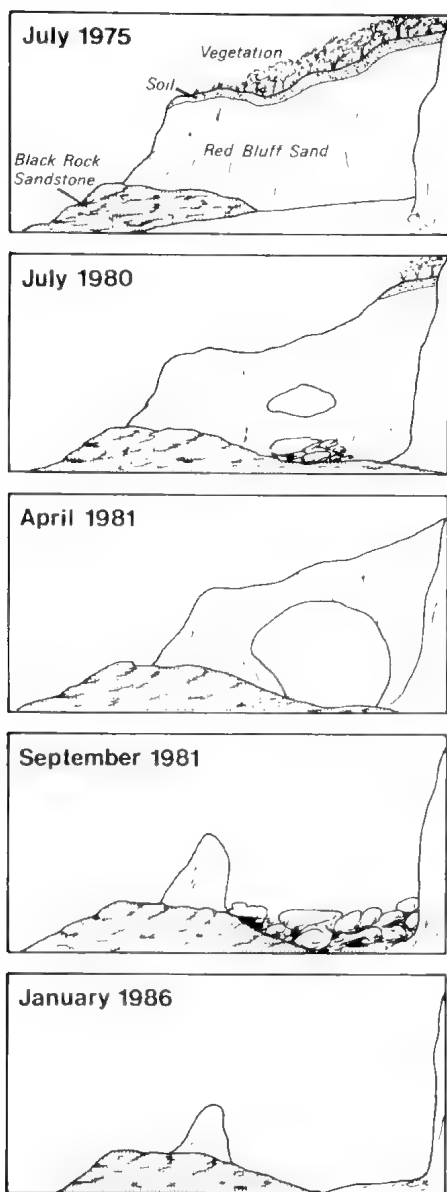 July 1975
Vegetation
Soil
Red Bluff Sand
Black Rock
Sandstone
July 1980
April 1981
September 1981
January 1986